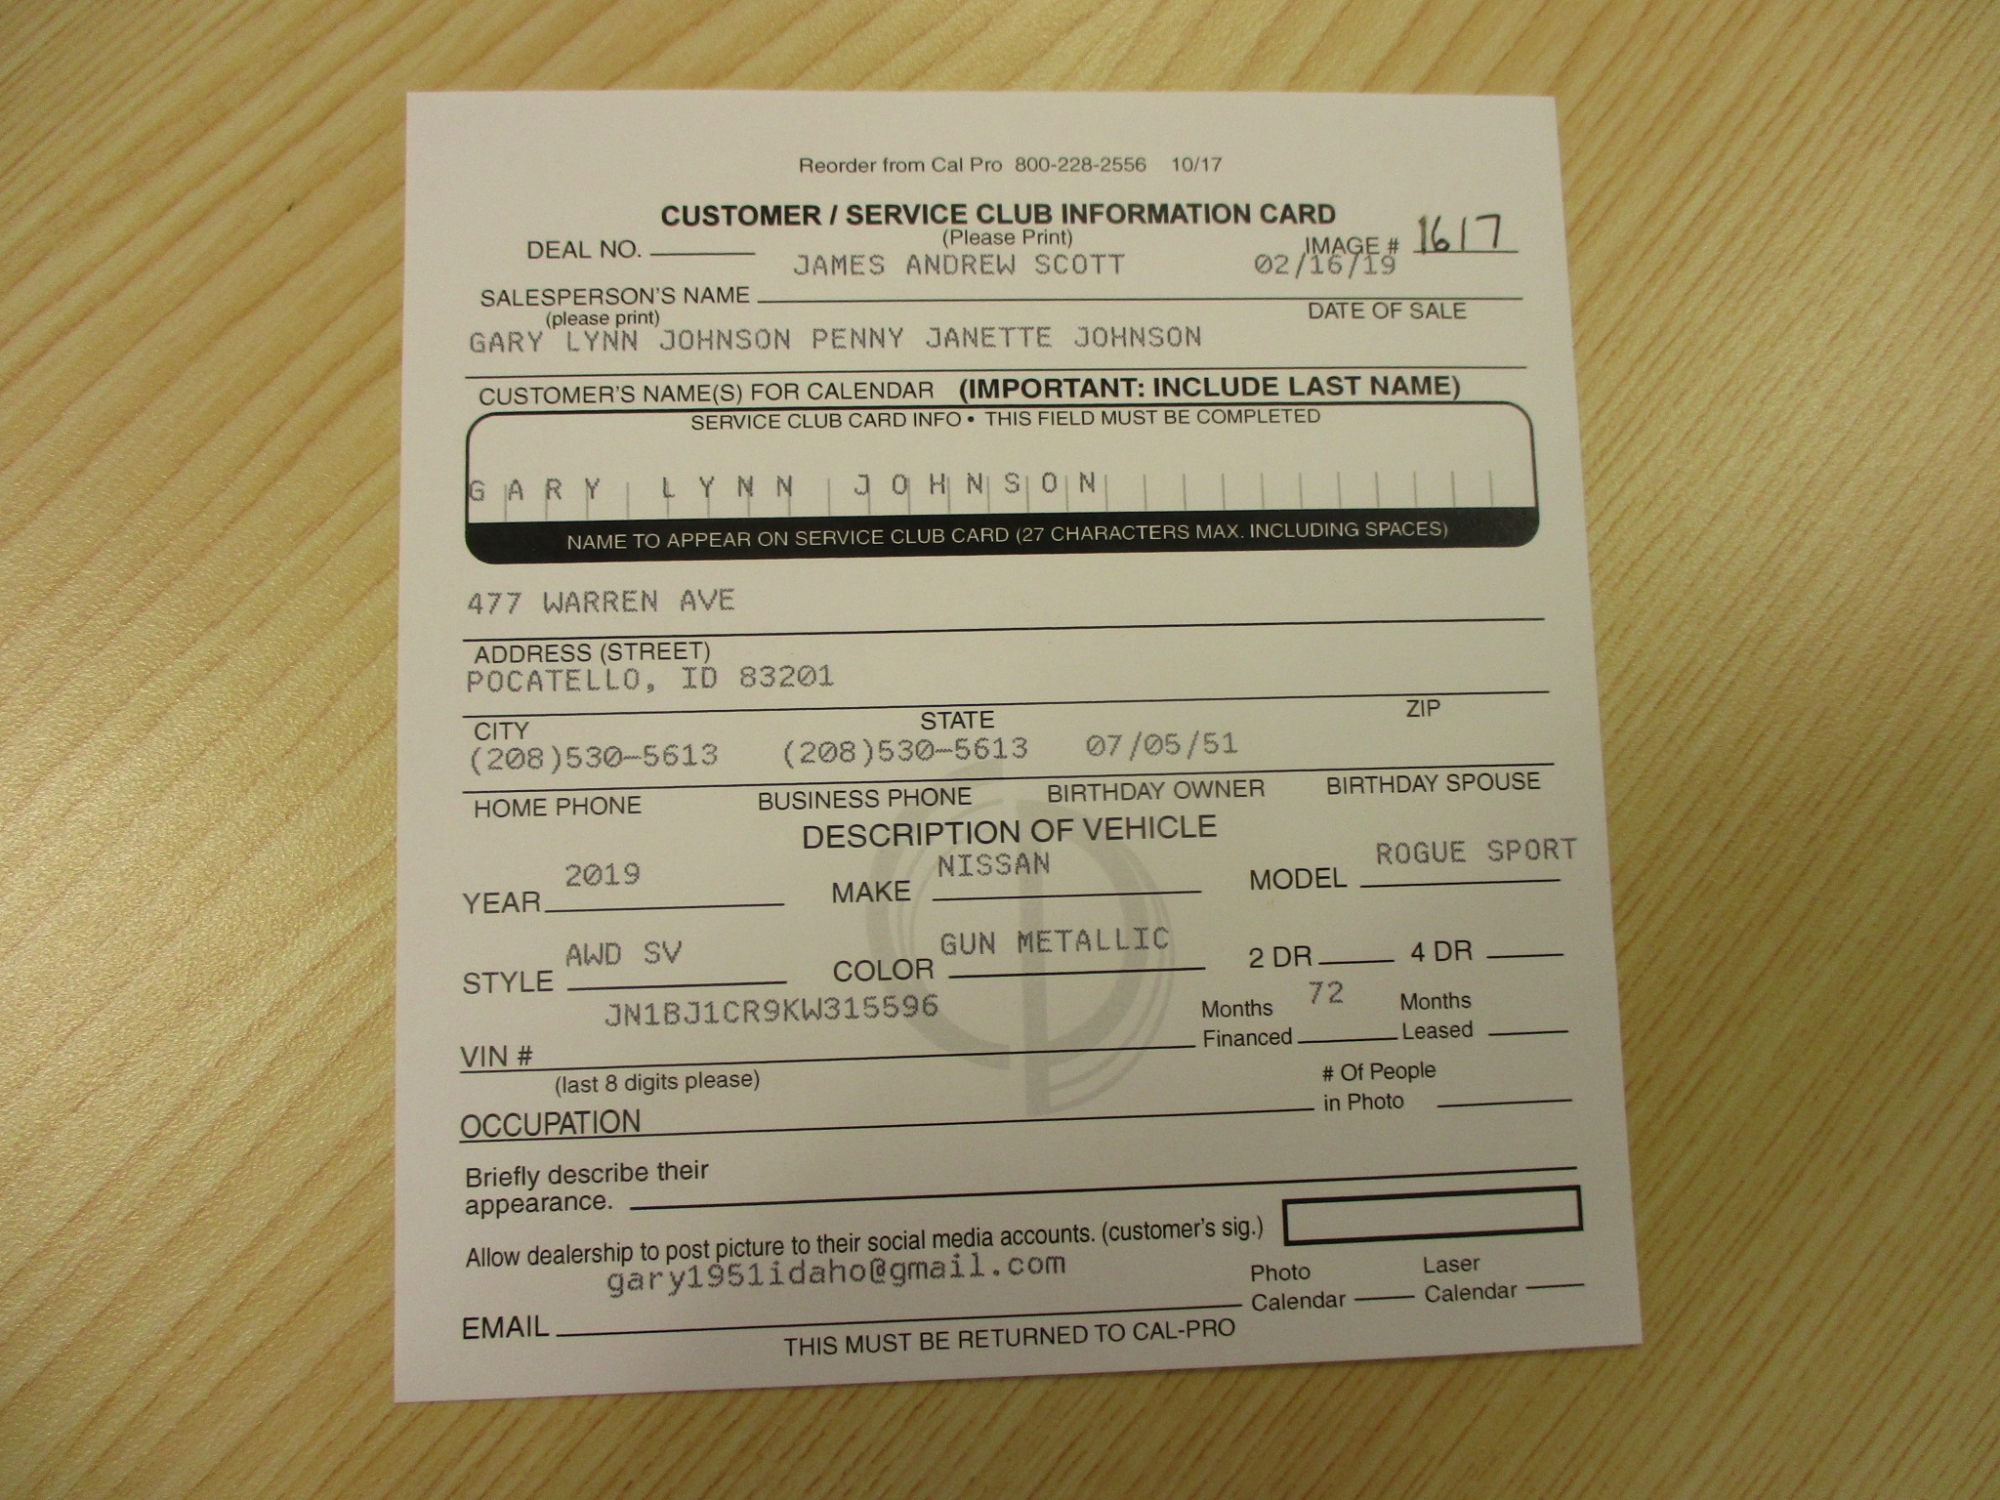 Reorder from Cal Pro 800-228-2556 10/17
CUSTOMER / SERVICE CLUB INFORMATION CARD
(Please Print)
DEAL NO. IMAGE # 1617
JAMES ANDREW SCOTT 02/16/19
SALESPERSON'S NAME
(please print) DATE OF SALE
GARY LYNN JOHNSON PENNY JANETTE JOHNSON
CUSTOMER'S NAME(S) FOR CALENDAR (IMPORTANT: INCLUDE LAST NAME)
SERVICE CLUB CARD INFO • THIS FIELD MUST BE COMPLETED
GARY LYNN JOHNSON
NAME TO APPEAR ON SERVICE CLUB CARD (27 CHARACTERS MAX. INCLUDING SPACES)
477 WARREN AVE
ADDRESS (STREET)
POCATELLO, ID 83201
CITY STATE ZIP
(208)530-5613 (208)530-5613 07/05/51
HOME PHONE BUSINESS PHONE BIRTHDAY OWNER BIRTHDAY SPOUSE
DESCRIPTION OF VEHICLE
2019 NISSAN ROGUE SPORT
YEAR MAKE MODEL
AWD SV GUN METALLIC
STYLE COLOR 2 DR 4 DR
JN1BJ1CR9KW315596 Months 72 Months
VIN # Financed Leased
(last 8 digits please) # Of People
OCCUPATION in Photo
Briefly describe their
appearance.
Allow dealership to post picture to their social media accounts. (customer's sig.)
gary1951idaho@gmail.com Photo Laser
EMAIL Calendar Calendar
THIS MUST BE RETURNED TO CAL-PRO